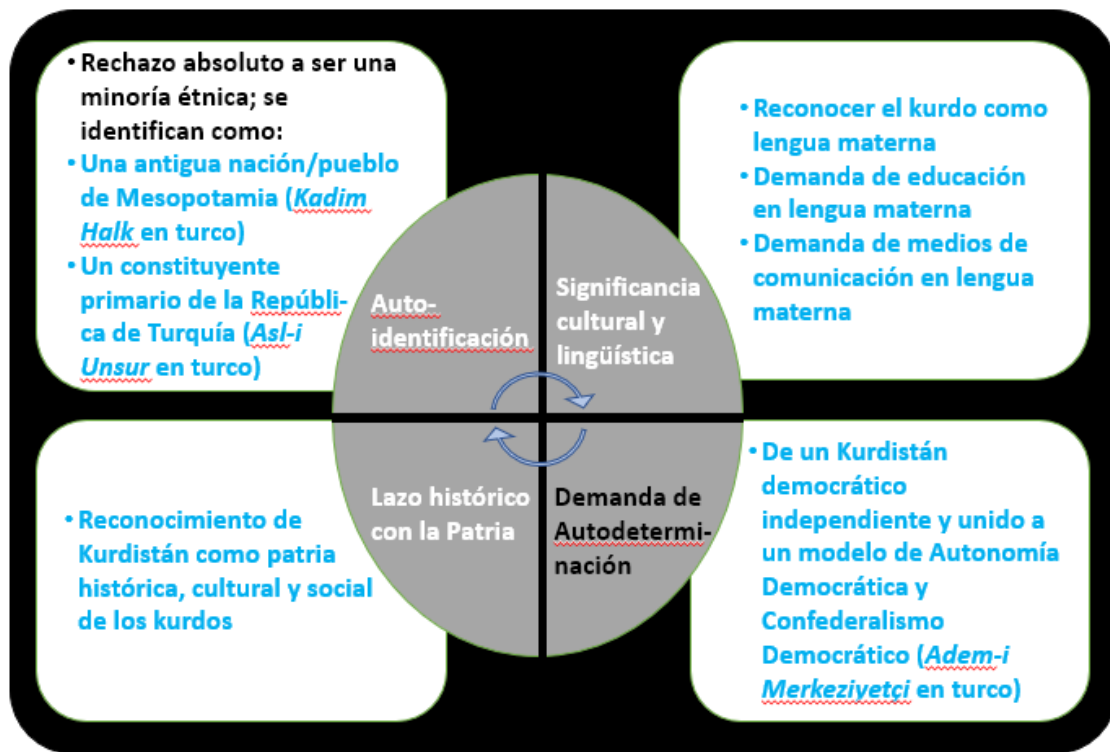 • Rechazo absoluto a ser una
minoría étnica; se
identifican como:
• Una antigua nación/pueblo
de Mesopotamia (Kadim
Halk en turco)
• Un constituyente
primario de la Repúbli-
ca de Turquía (Asl-i
Unsur en turco)
• Reconocer el kurdo como
lengua materna
• Demanda de educación
en lengua materna
• Demanda de medios de
comunicación en lengua
materna
Auto-
identificación
Significancia
cultural y
lingüística
Lazo histórico
con la Patria
Demanda de
Autodetermi-
nación
• Reconocimiento de
Kurdistán como patria
histórica, cultural y social
de los kurdos
• De un Kurdistán
democrático
independiente y unido a
un modelo de Autonomía
Democrática y
Confederalismo
Democrático (Adem-i
Merkeziyetçi en turco)